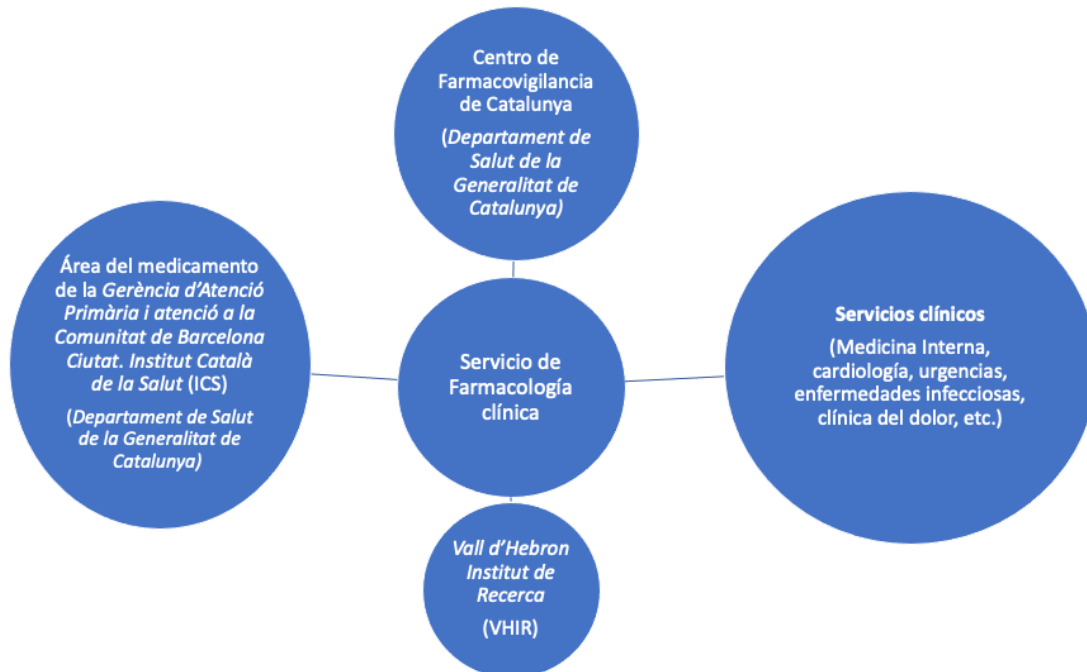 Centro de
Farmacovigilancia
de Catalunya
(Departament de
Salut de la
Generalitat de
Catalunya)
Área del medicamento
de la Gerència d’Atenció
Primària i atenció a la
Comunitat de Barcelona
Ciutat. Institut Català
de la Salut (ICS)
(Departament de Salut
de la Generalitat de
Catalunya)
Servicio de
Farmacología
clínica
Servicios clínicos
(Medicina Interna,
cardiología, urgencias,
enfermedades infecciosas,
clínica del dolor, etc.)
Vall d’Hebron
Institut de
Recerca
(VHIR)